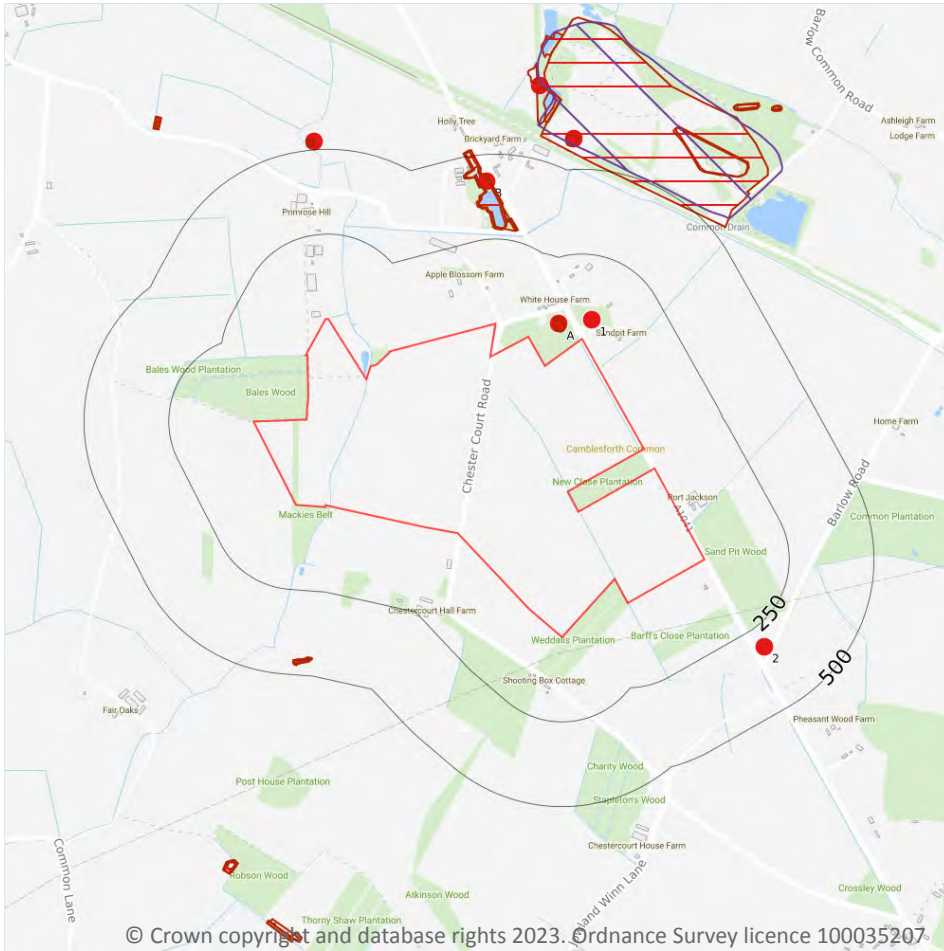 Barlow
Common Road
Holly Tree
Brickyard Farm
Ashleigh Farm
Lodge Farm
B
Primrose Hill
Common Drain
Apple Blossom Farm
White House Farm
A
1
Sandpit Farm
Bales Wood Plantation
Bales Wood
Chester Court Road
Home Farm
Camblesforth Common
New Close Plantation
Port Jackson
A1041
Barlow Road
Common Plantation
Mackies Belt
Sand Pit Wood
Chestercourt Hall Farm
250
Weddalls Plantation
Barff's Close Plantation
2
500
Shooting Box Cottage
Fair Oaks
Pheasant Wood Farm
Charity Wood
Post House Plantation
Stapleton's Wood
Chestercourt House Farm
Common Lane
Robson Wood
Atkinson Wood
Crossley Wood
Thorny Shaw Plantation
land Winn Lane
© Crown copyright and database rights 2023. Ordnance Survey licence 100035207